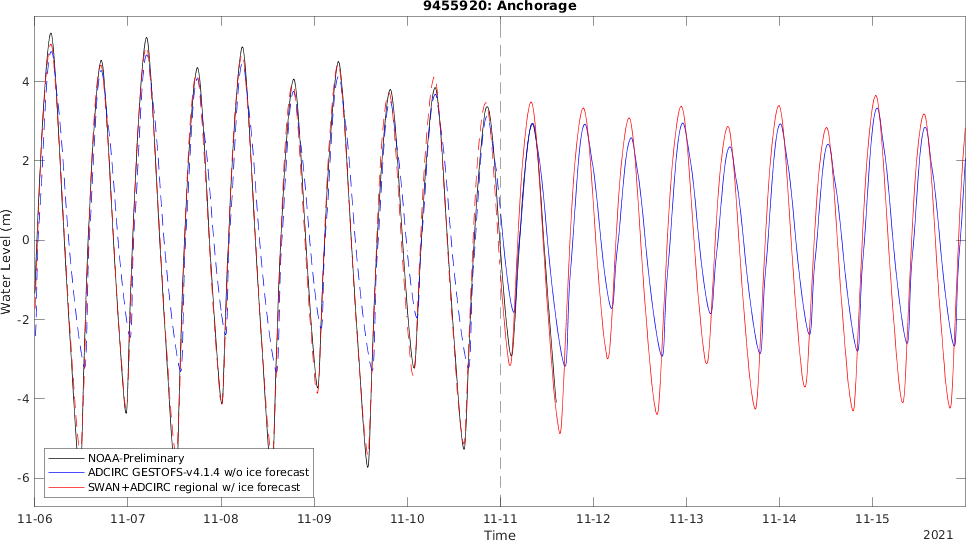 9455920: Anchorage
Water Level (m)
4
2
0
-2
-4
-6
NOAA-Preliminary
ADCIRC GESTOFS-v4.1.4 w/o ice forecast
SWAN+ADCIRC regional w/ ice forecast
11-06 11-07 11-08 11-09 11-10 11-11 11-12 11-13 11-14 11-15
Time
2021